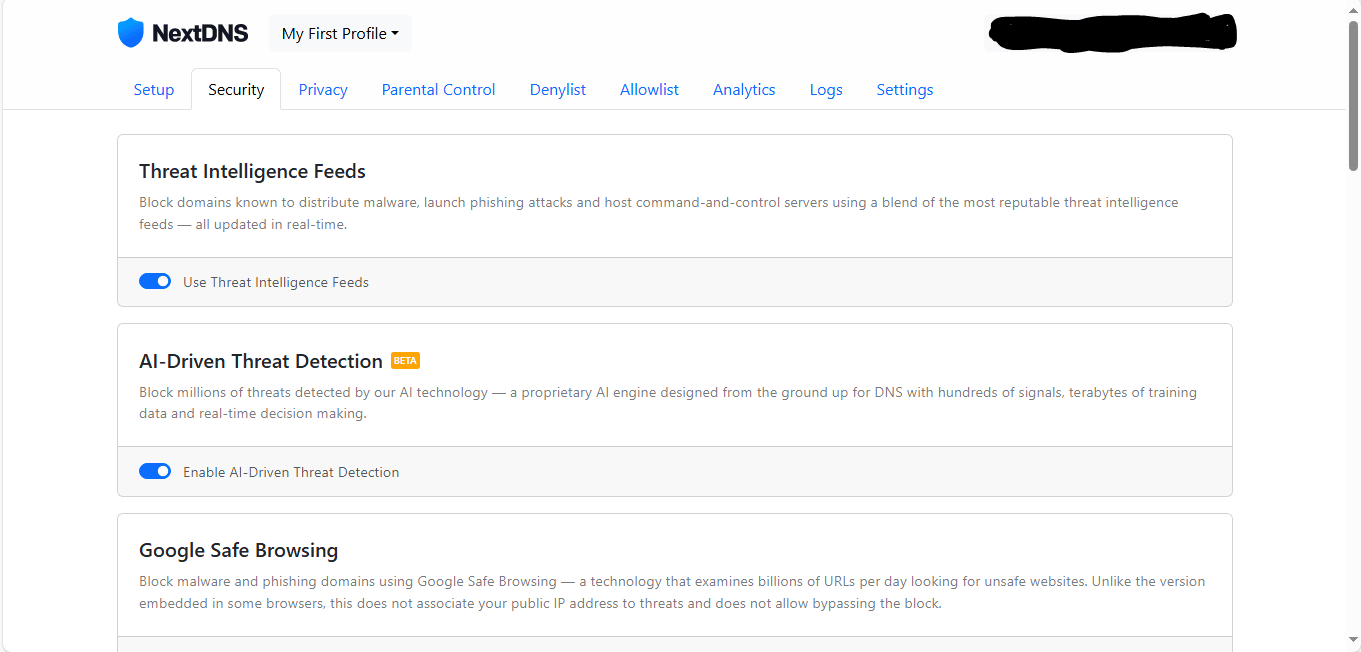 NextDNS My First Profile
Setup Security Privacy Parental Control Denylist Allowlist Analytics Logs Settings
Threat Intelligence Feeds
Block domains known to distribute malware, launch phishing attacks and host command-and-control servers using a blend of the most reputable threat intelligence
feeds — all updated in real-time.
Use Threat Intelligence Feeds
AI-Driven Threat Detection BETA
Block millions of threats detected by our AI technology — a proprietary AI engine designed from the ground up for DNS with hundreds of signals, terabytes of training
data and real-time decision making.
Enable AI-Driven Threat Detection
Google Safe Browsing
Block malware and phishing domains using Google Safe Browsing — a technology that examines billions of URLs per day looking for unsafe websites. Unlike the version
embedded in some browsers, this does not associate your public IP address to threats and does not allow bypassing the block.